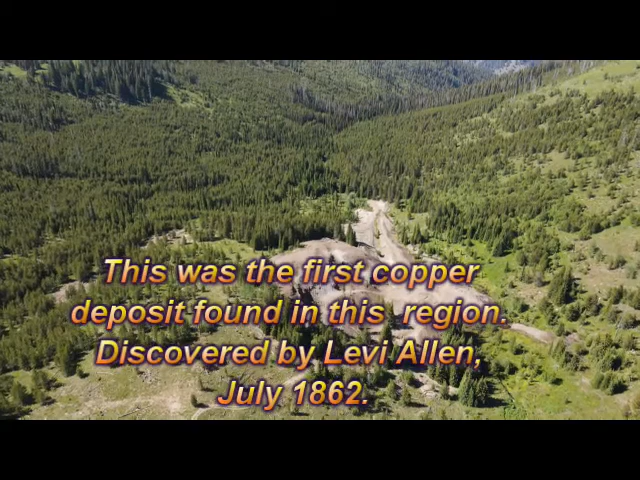 This was the first copper
deposit found in this  region.
Discovered by Levi Allen,
July 1862.